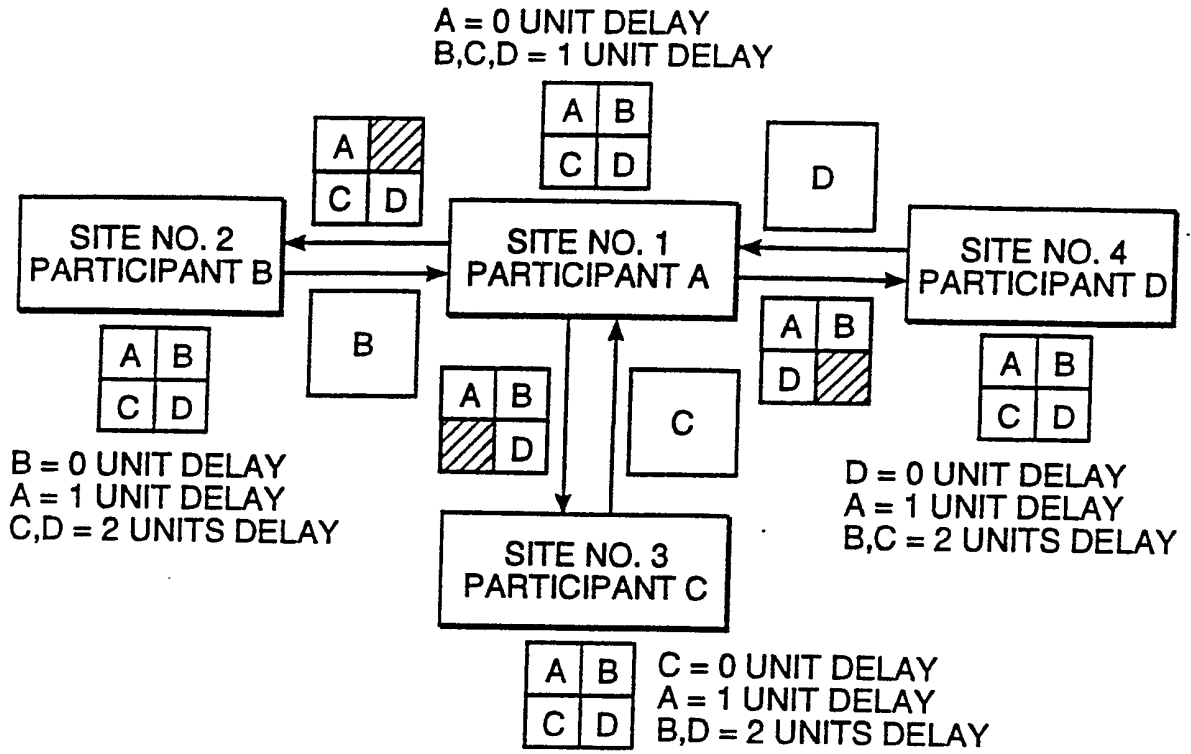 A = 0 UNIT DELAY
B,C,D = 1 UNIT DELAY
A B
C D
A
C D
D
SITE NO. 2
PARTICIPANT B
SITE NO. 1
PARTICIPANT A
SITE NO. 4
PARTICIPANT D
B
A B
D
A B
C D
A B
D
C
A B
C D
B = 0 UNIT DELAY
A = 1 UNIT DELAY
C,D = 2 UNITS DELAY
D = 0 UNIT DELAY
A = 1 UNIT DELAY
B,C = 2 UNITS DELAY
SITE NO. 3
PARTICIPANT C
A B
C D
C = 0 UNIT DELAY
A = 1 UNIT DELAY
B,D = 2 UNITS DELAY